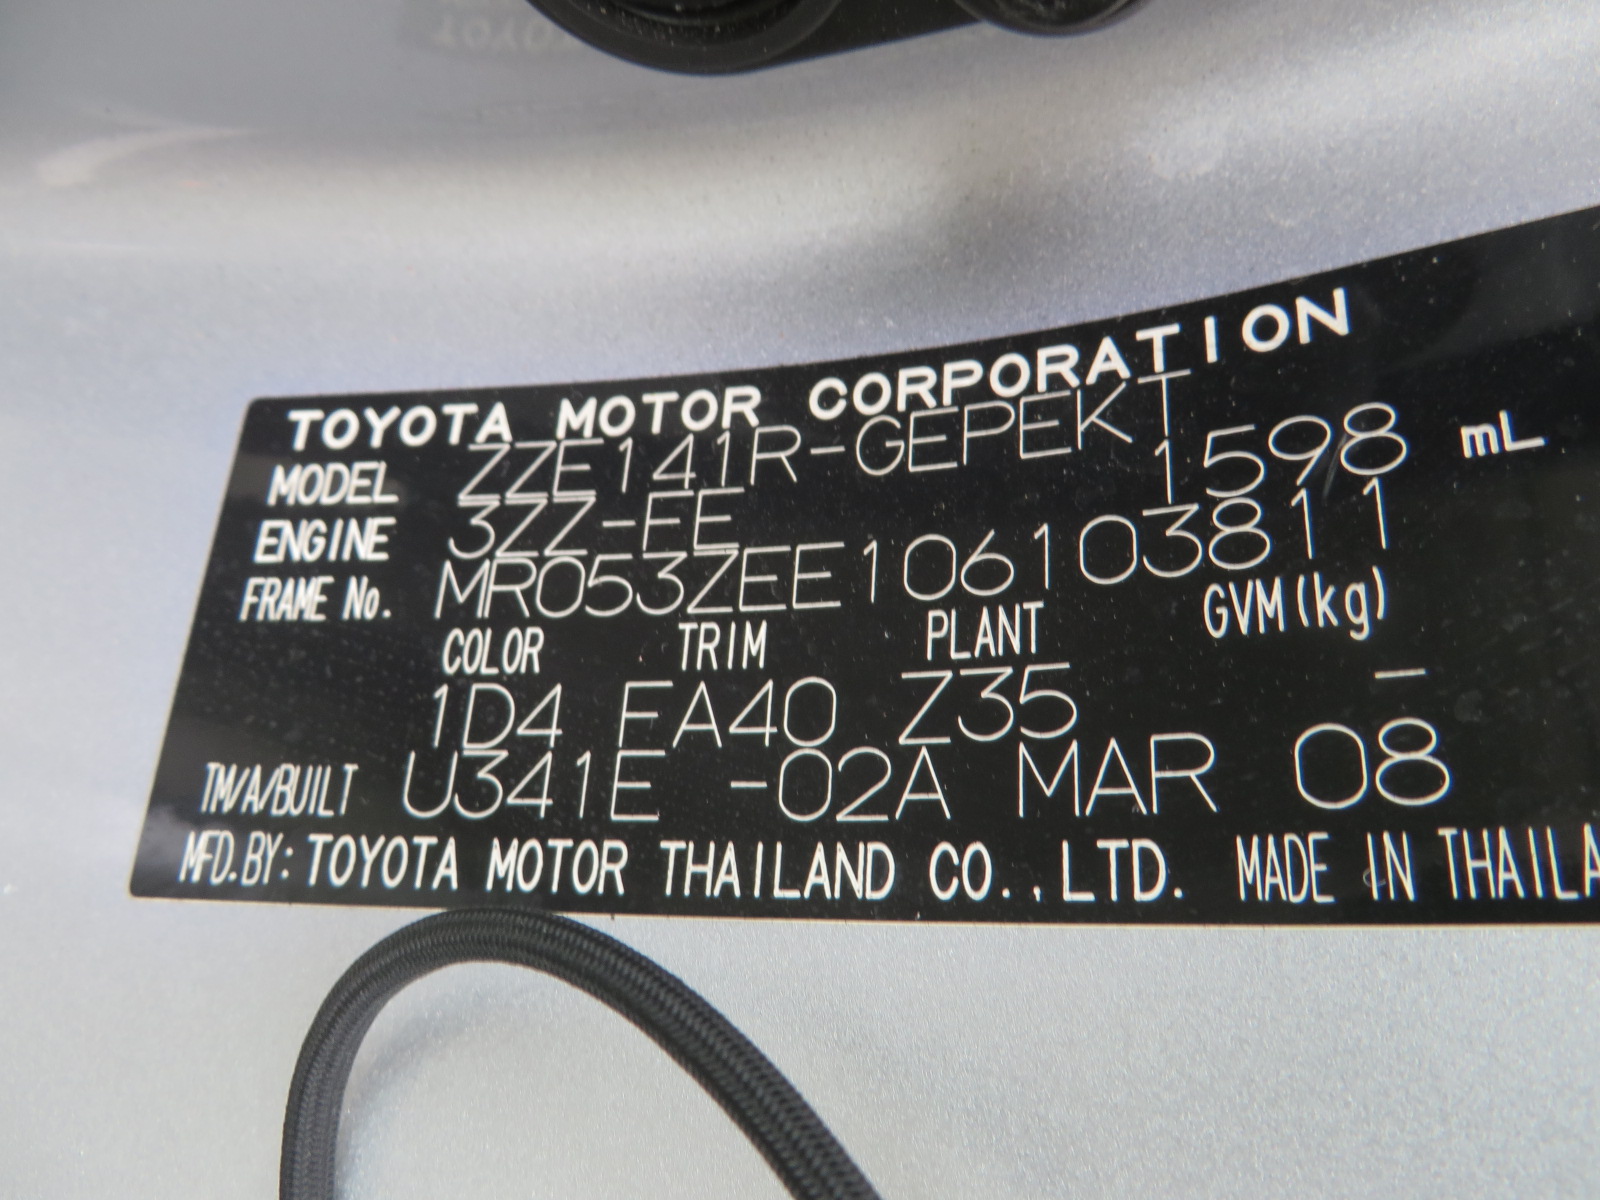 TOYOTA MOTOR CORPORATION
MODEL ZZE141R-GEPEKT
ENGINE 3ZZ-FE 1598 mL
FRAME No. MR053ZEE106103811
COLOR TRIM PLANT GVM(kg)
1D4 FA40 Z35 -
TM/A/BUILT U341E -02A MAR 08
MFD.BY: TOYOTA MOTOR THAILAND CO.,LTD. MADE IN THAILA